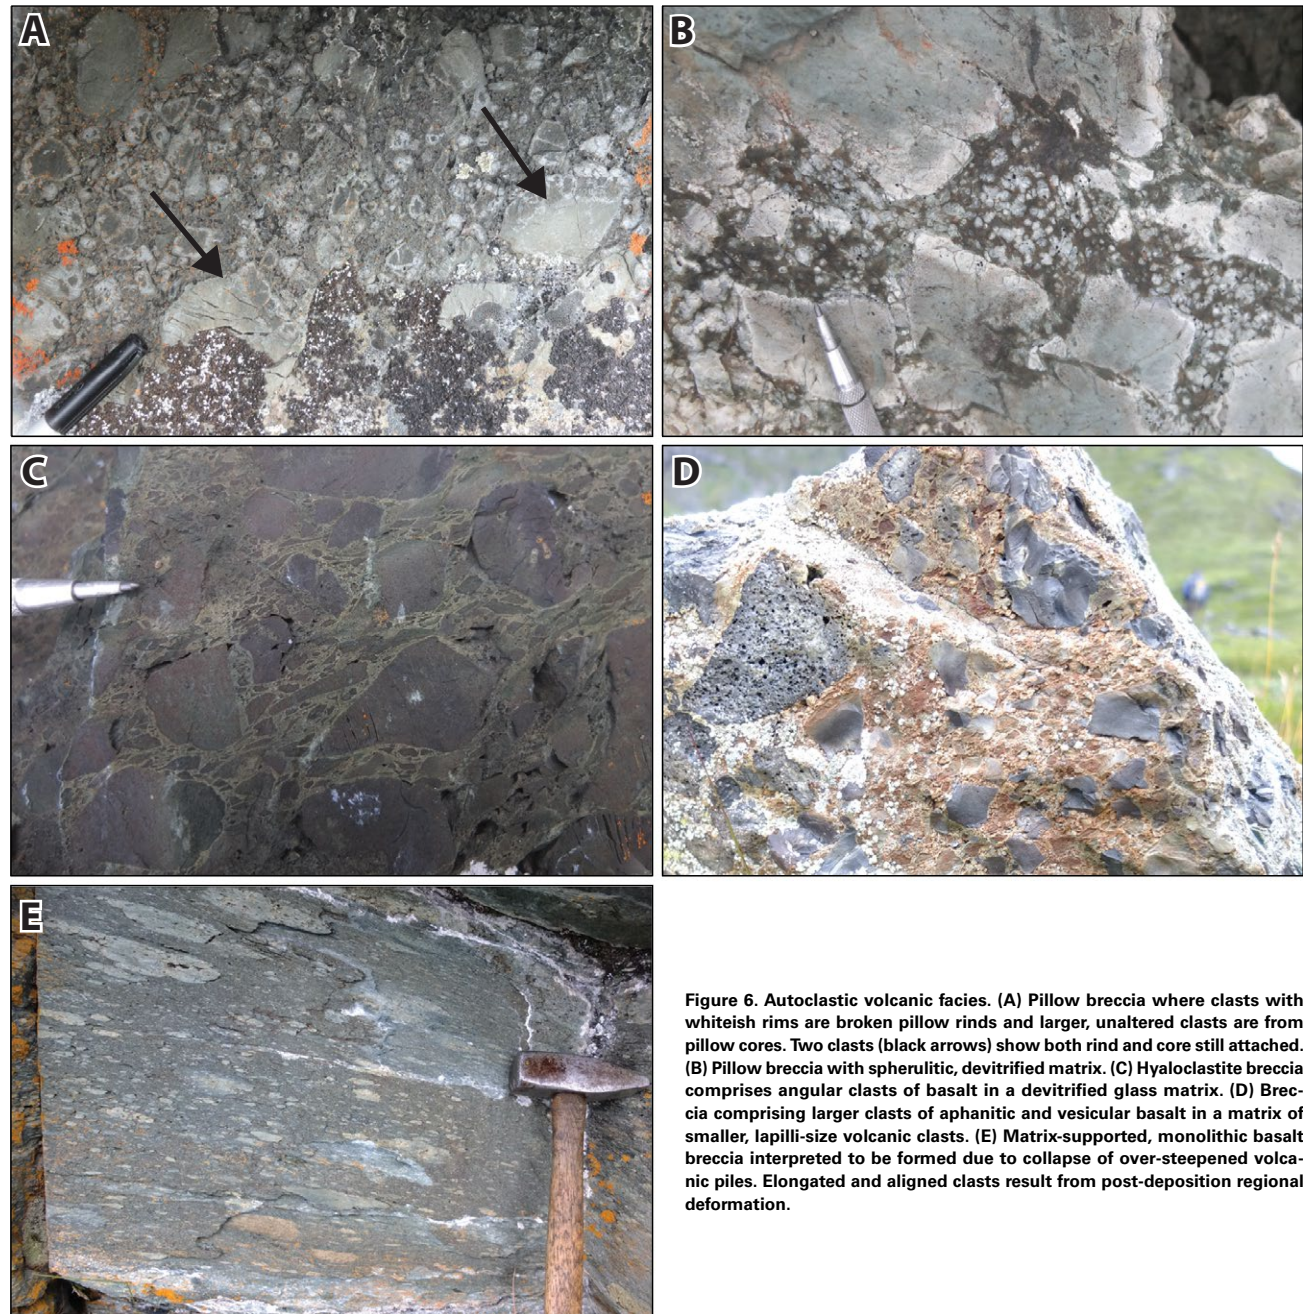 A
B
C
D
E
Figure 6. Autoclastic volcanic facies. (A) Pillow breccia where clasts with
whiteish rims are broken pillow rinds and larger, unaltered clasts are from
pillow cores. Two clasts (black arrows) show both rind and core still attached.
(B) Pillow breccia with spherulitic, devitrified matrix. (C) Hyaloclastite breccia
comprises angular clasts of basalt in a devitrified glass matrix. (D) Brec-
cia comprising larger clasts of aphanitic and vesicular basalt in a matrix of
smaller, lapilli-size volcanic clasts. (E) Matrix-supported, monolithic basalt
breccia interpreted to be formed due to collapse of over-steepened volca-
nic piles. Elongated and aligned clasts result from post-deposition regional
deformation.